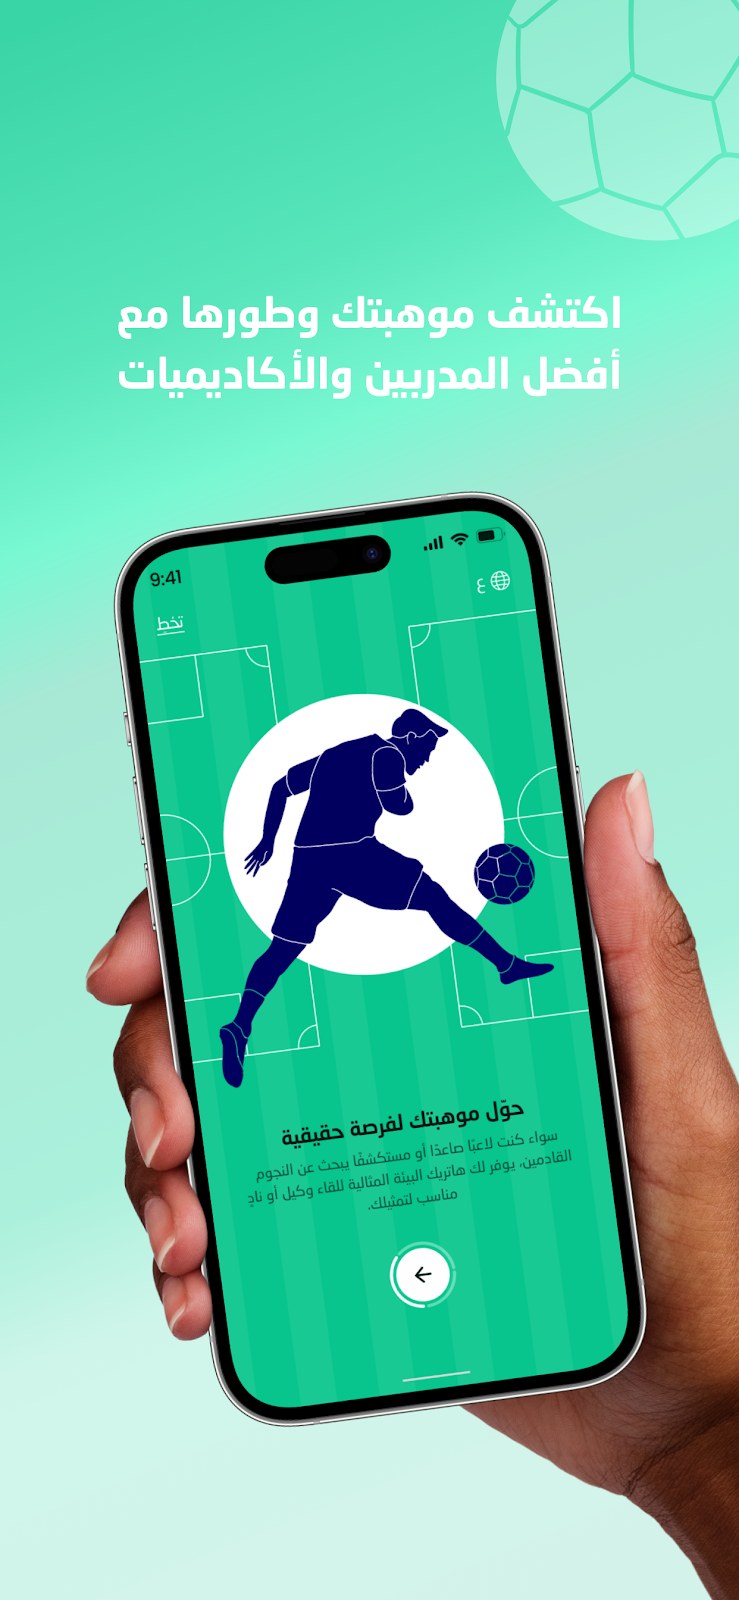 اكتشف موهبتك وطورها مع
أفضل المدربين والأكاديميات
9:41
ع
تخطِ
حوّل موهبتك لفرصة حقيقية
سواء كنت لاعبًا صاعدًا أو مستكشفًا يبحث عن النجوم
القادمين، يوفر لك هاتريك البيئة المثالية للقاء وكيل أو نادٍ
مناسب لتمثيلك.